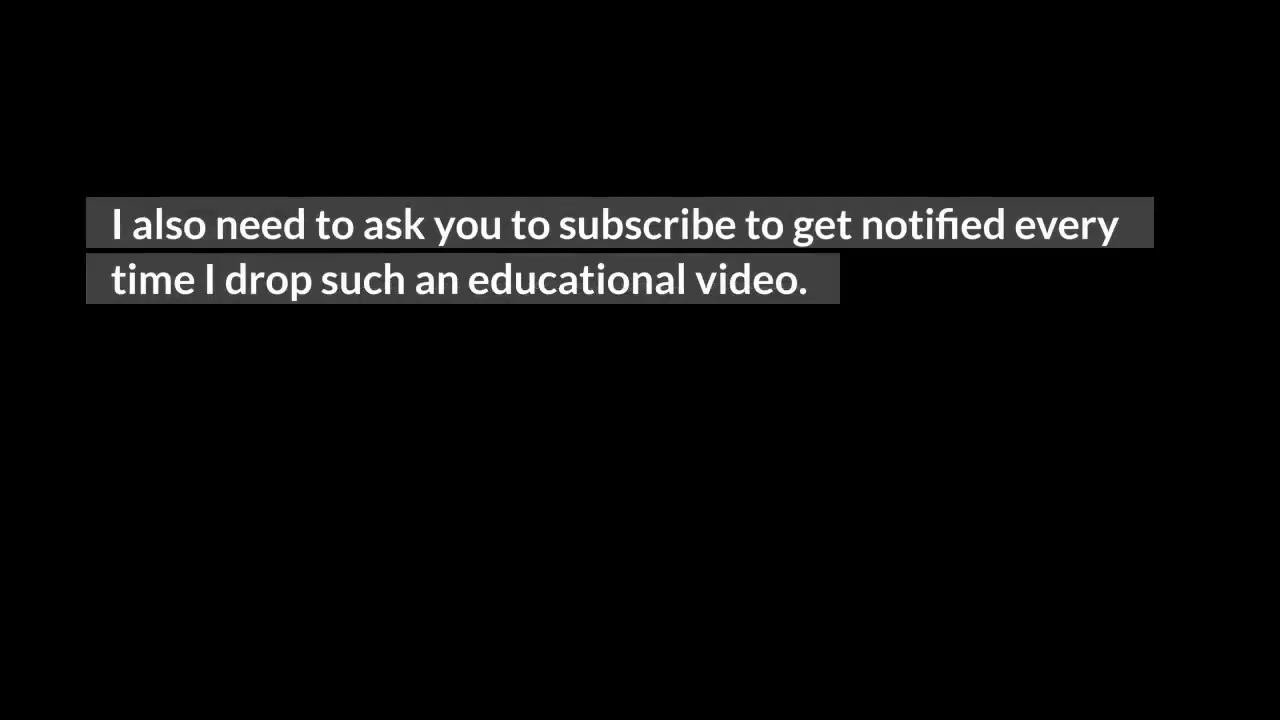 I also need to ask you to subscribe to get notified every
time I drop such an educational video.